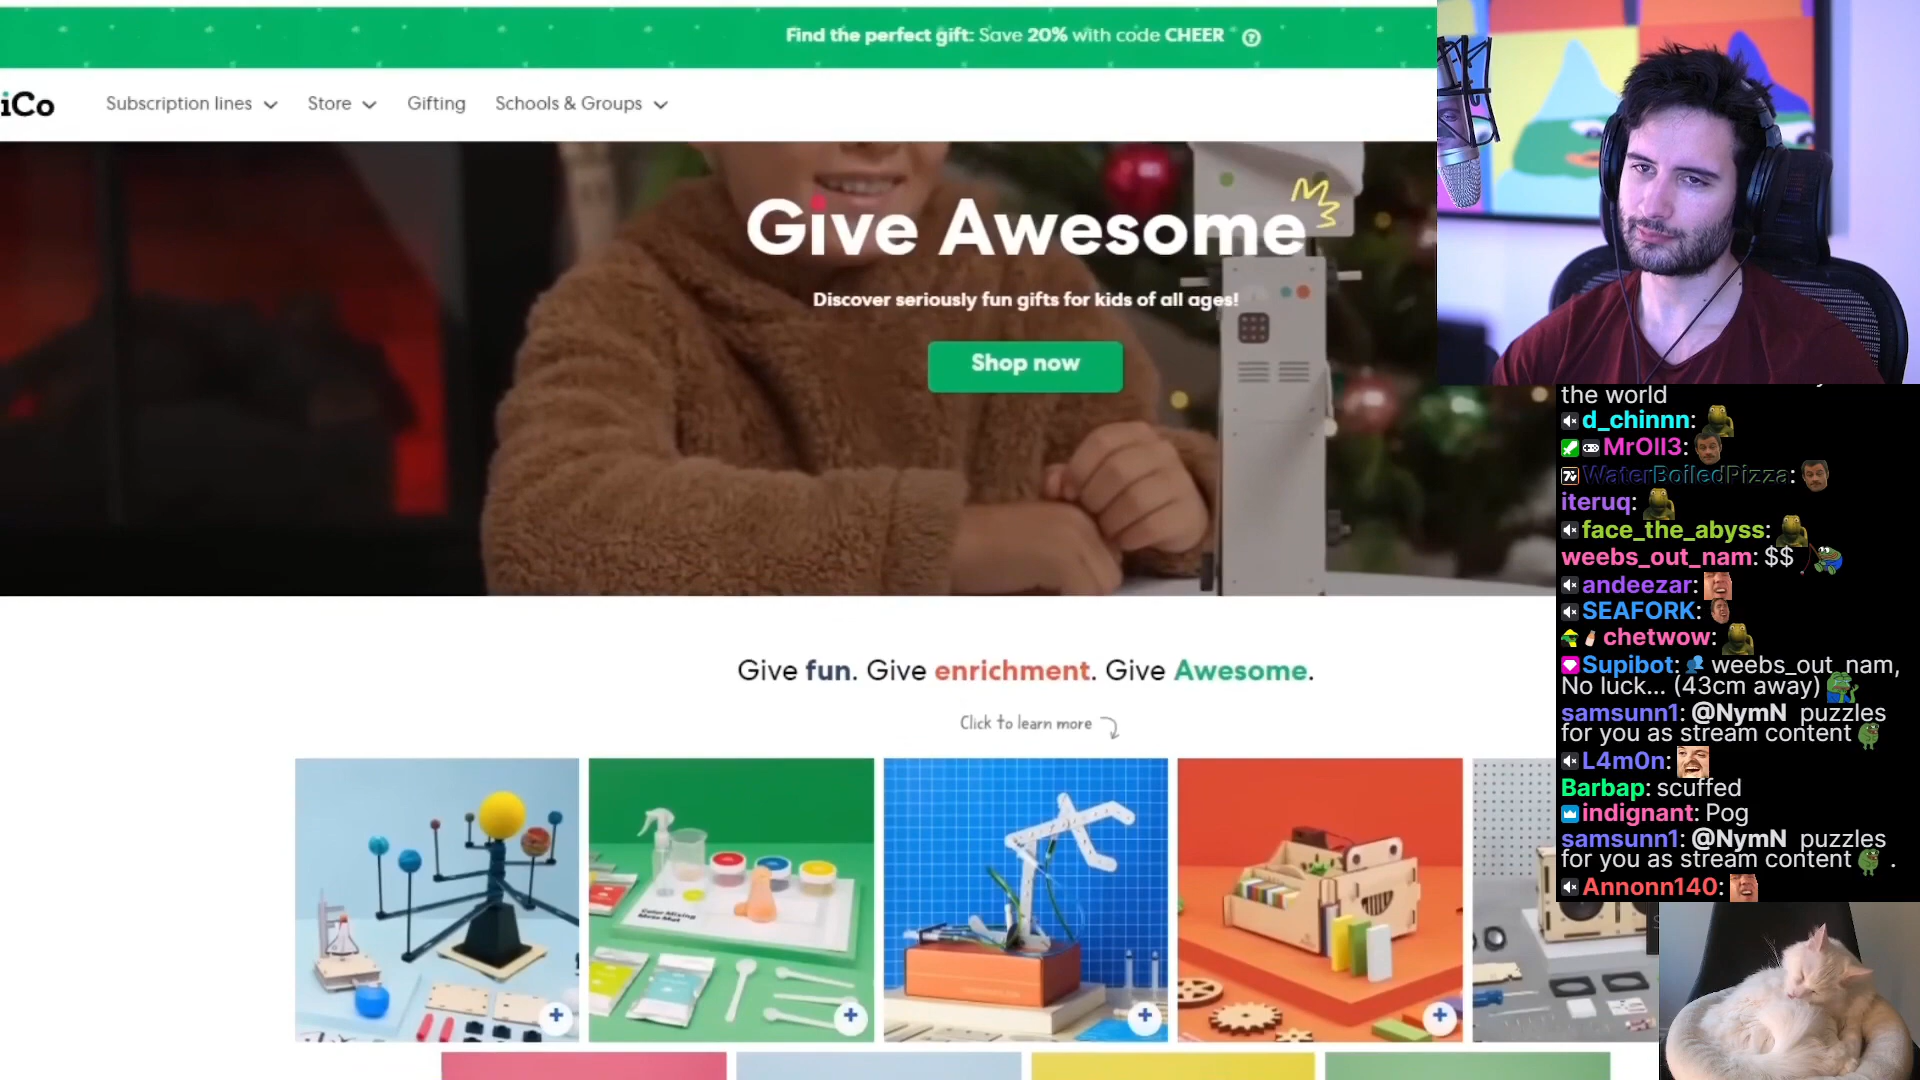 Find the perfect gift: Save 20% with code CHEER
iCo
Subscription lines
Store
Gifting
Schools & Groups
Give Awesome
Discover seriously fun gifts for kids of all ages!
Shop now
Give fun. Give enrichment. Give Awesome.
Click to learn more
Color Mixing
Mess Mat
the world
d_chinnn:
MrOll3:
WaterBoiledPizza:
iteruq:
face_the_abyss:
weebs_out_nam: $$
andeezar:
SEAFORK:
chetwow:
Supibot: weebs_out_nam,
No luck... (43cm away)
samsunn1: @NymN puzzles
for you as stream content
L4m0n:
Barbap: scuffed
indignant: Pog
samsunn1: @NymN puzzles
for you as stream content .
Annonn140: